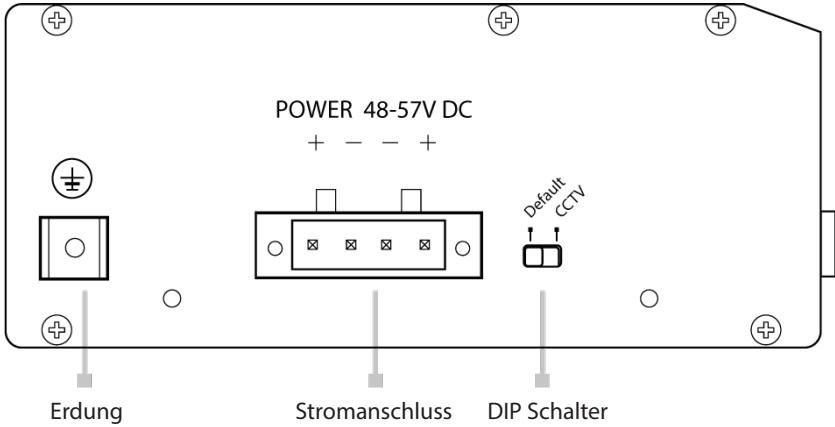 POWER 48-57V DC
+ − − +
Default
CCTV
Erdung
Stromanschluss
DIP Schalter